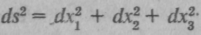 ds² = dx₁² + dx₂² + dx₃².